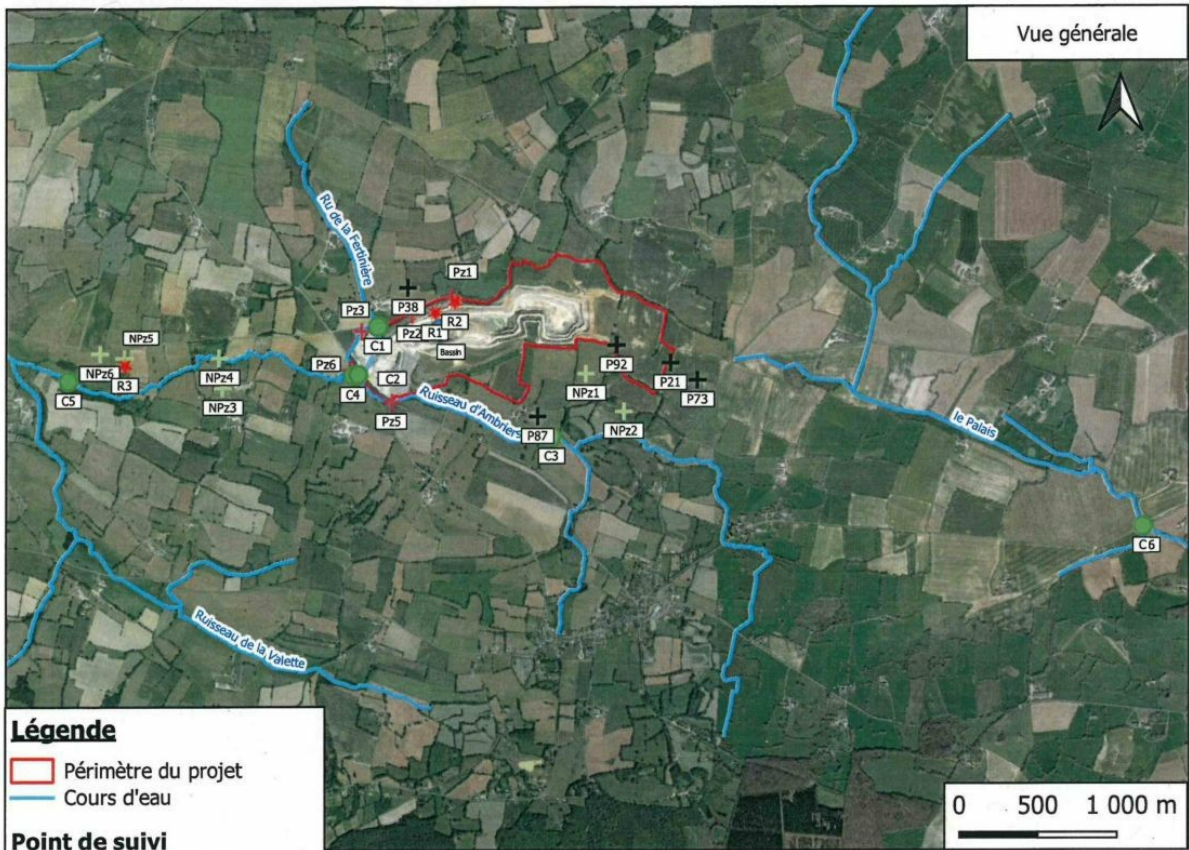 Vue générale
Ru de la Fertinière
Pz1
P38
Pz3
R2
Pz2
R1
C1
Bassin
P92
NPz5
Pz6
P21
NPz6
NPz4
C2
R3
P73
C5
C4
NPz1
NPz3
Ruisseau d'Ambriers
Pz5
NPz2
P87
le Palais
C3
C6
Ruisseau de la Valette
Légende
Périmètre du projet
Cours d'eau
Point de suivi
0 500 1 000 m